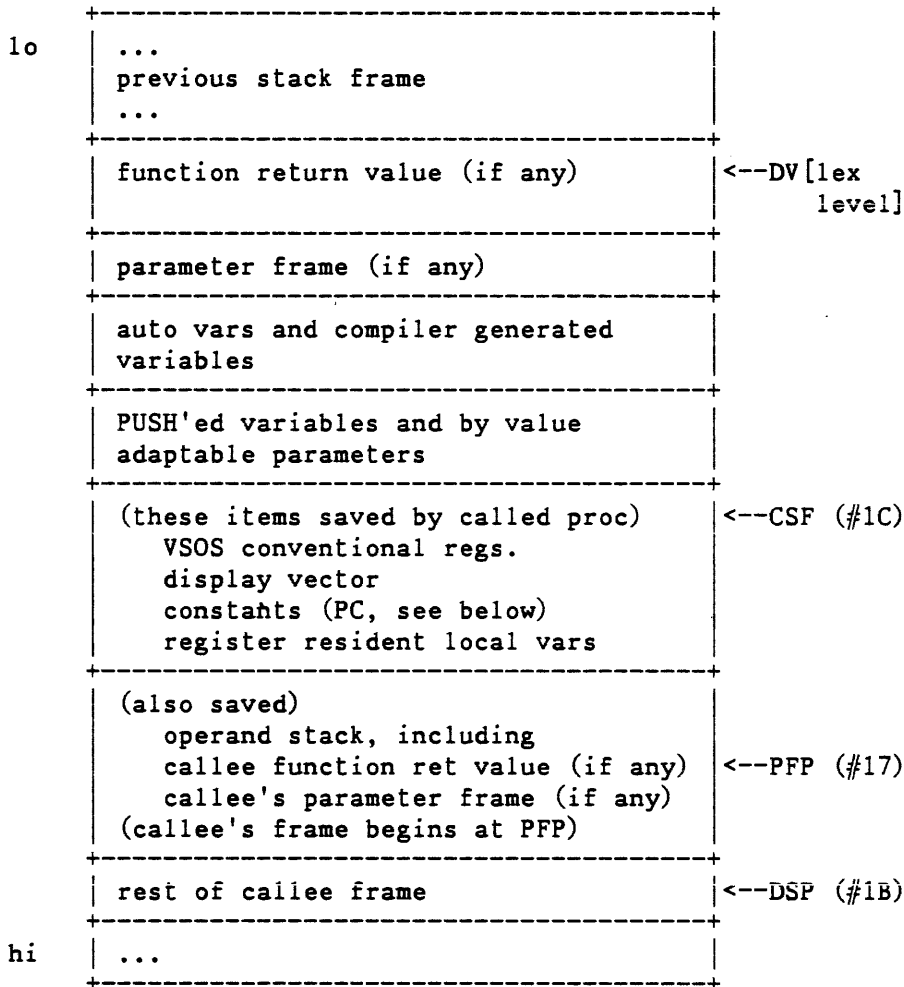 lo ...
previous stack frame
...
function return value (if any) <--DV[lex
level]
parameter frame (if any)
auto vars and compiler generated
variables
PUSH'ed variables and by value
adaptable parameters
(these items saved by called proc) <--CSF (#1C)
VSOS conventional regs.
display vector
constants (PC, see below)
register resident local vars
(also saved)
operand stack, including
callee function ret value (if any) <--PFP (#17)
callee's parameter frame (if any)
(callee's frame begins at PFP)
rest of callee frame <--DSP (#1B)
hi ...